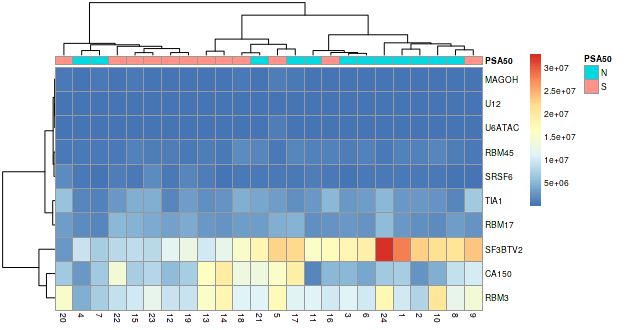 PSA50
PSA50
N
S
3e+07
2.5e+07
2e+07
1.5e+07
1e+07
5e+06
MAGOH
U12
U6ATAC
RBM45
SRSF6
TIA1
RBM17
SF3BTV2
CA150
RBM3
20 4 7 22 15 23 12 19 13 14 18 21 5 17 11 16 3 6 24 1 2 10 8 9